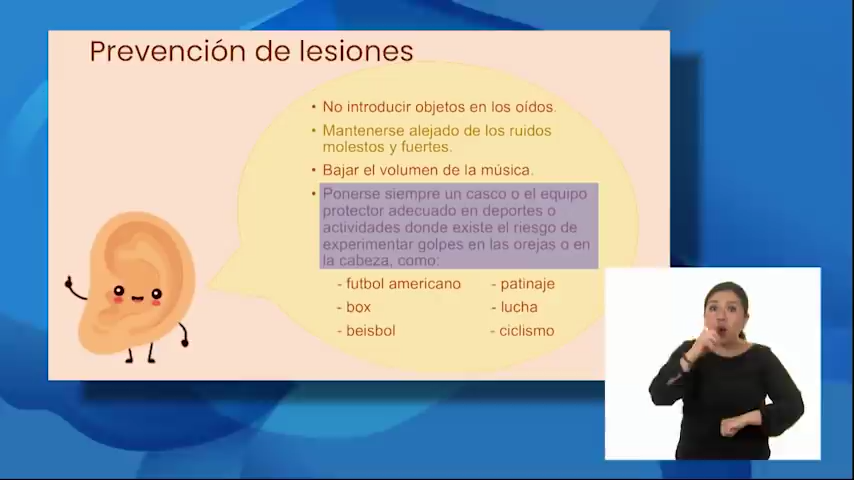 Prevención de lesiones
• No introducir objetos en los oídos.
• Mantenerse alejado de los ruidos
molestos y fuertes.
• Bajar el volumen de la música.
• Ponerse siempre un casco o el equipo
protector adecuado en deportes o
actividades donde existe el riesgo de
experimentar golpes en las orejas o en
la cabeza, como:
- futbol americano
- box
- beisbol
- patinaje
- lucha
- ciclismo